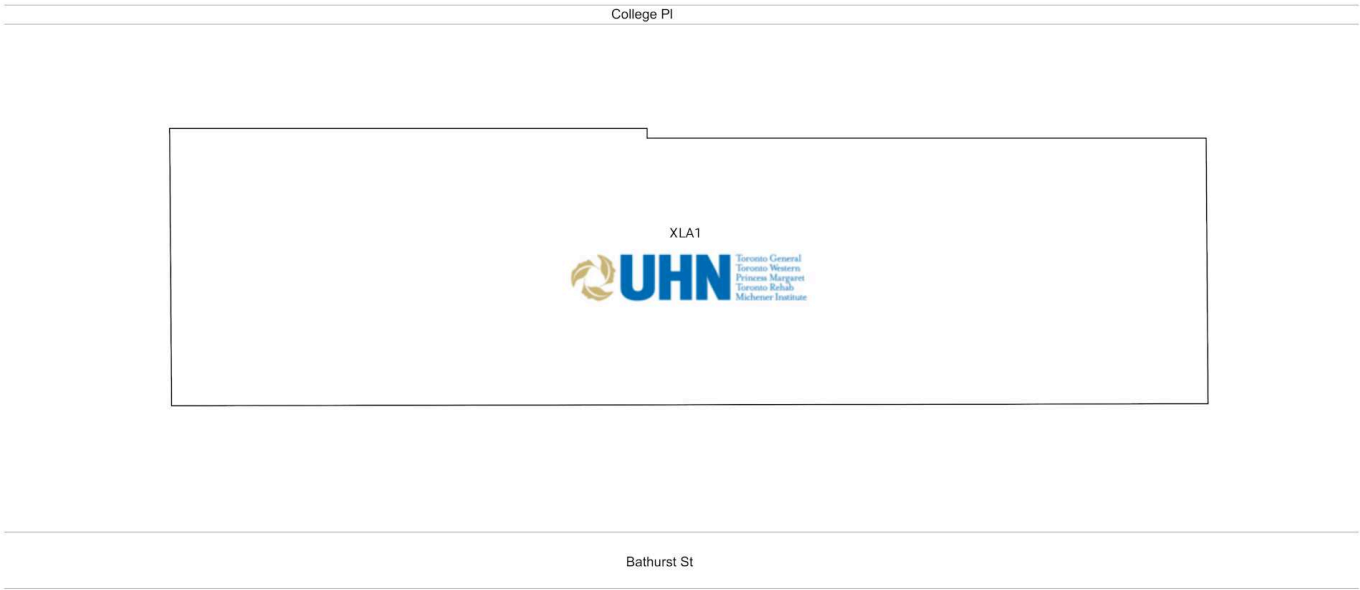 College Pl
XLA1
UHN
Toronto General
Toronto Western
Princess Margaret
Toronto Rehab
Michener Institute
Bathurst St